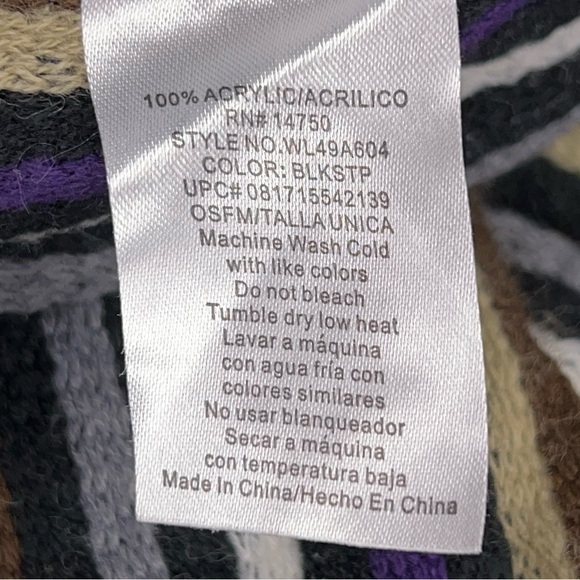 100% ACRYLIC/ACRILICO
RN# 14750
STYLE NO.WL49A604
COLOR: BLKSTP
UPC# 081715542139
OSFM/TALLA UNICA
Machine Wash Cold
with like colors
Do not bleach
Tumble dry low heat
Lavar a máquina
con agua fría con
colores similares
No usar blanqueador
Secar a máquina
con temperatura baja
Made In China/Hecho En China